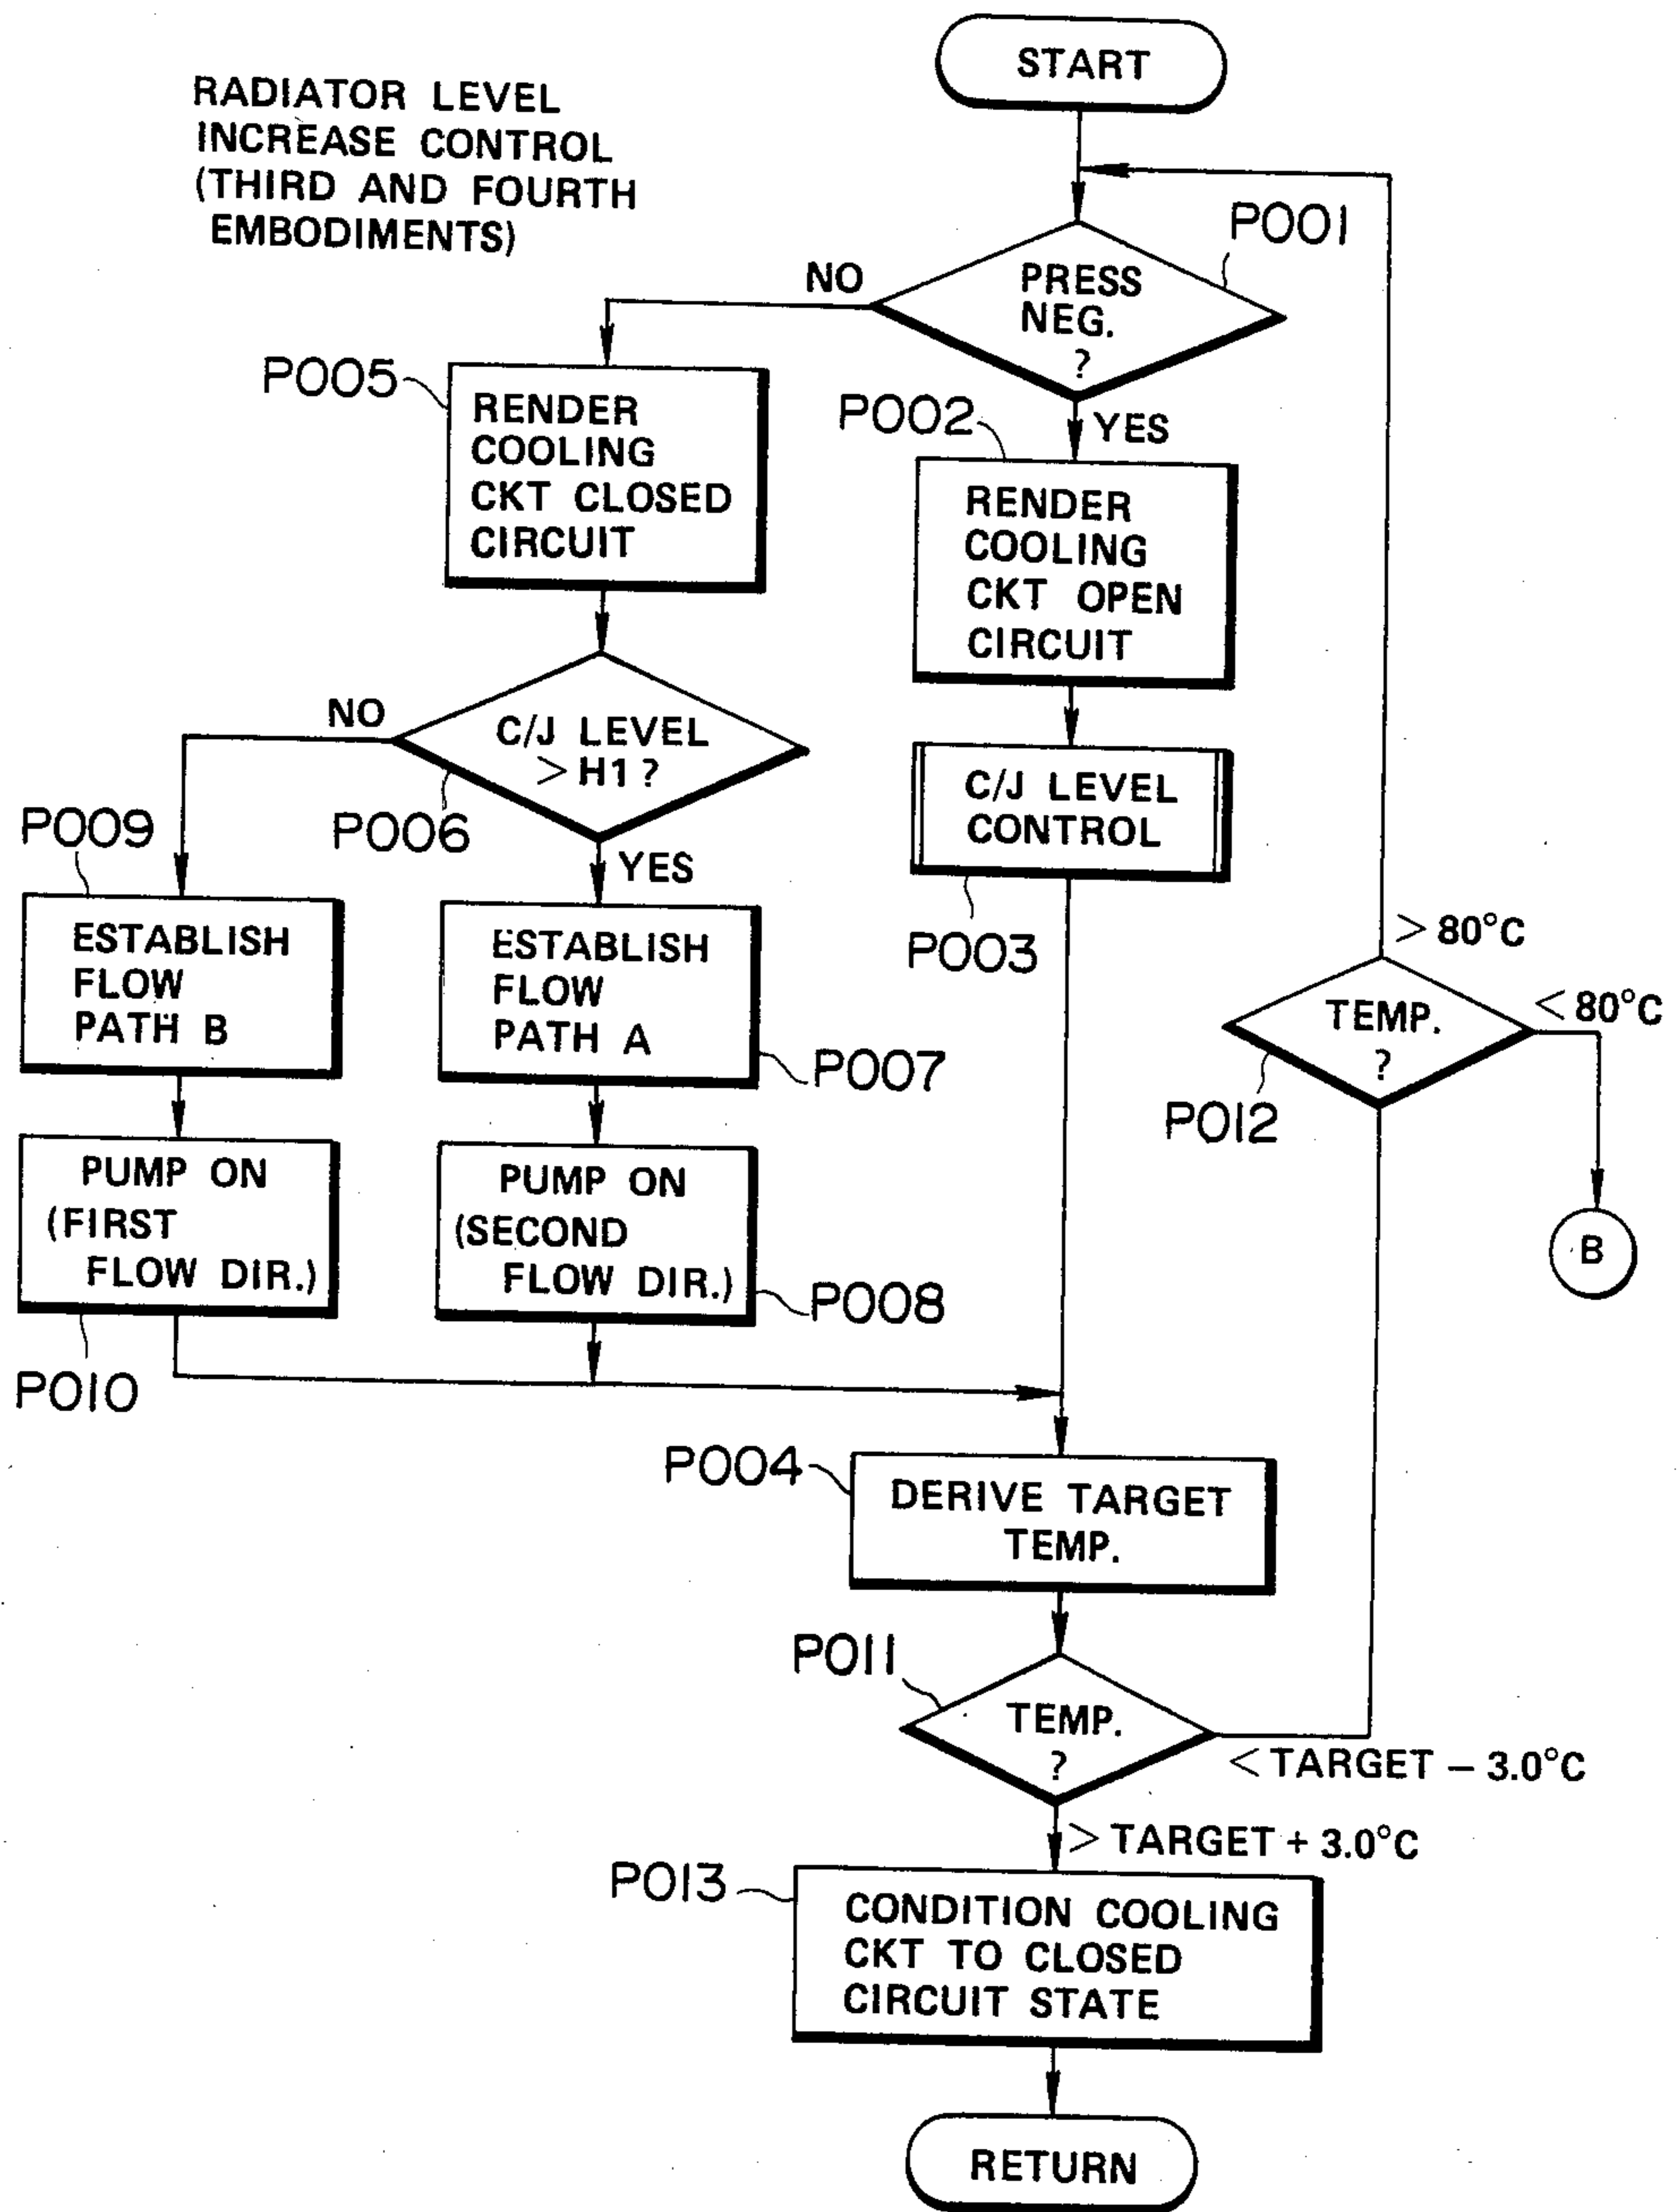 START
RADIATOR LEVEL
INCREASE CONTROL
(THIRD AND FOURTH
EMBODIMENTS)
P001
NO
PRESS
NEG.
?
P005
RENDER
COOLING
CKT CLOSED
CIRCUIT
P002
YES
RENDER
COOLING
CKT OPEN
CIRCUIT
NO
C/J LEVEL
> H1 ?
P006
YES
C/J LEVEL
CONTROL
P003
P009
ESTABLISH
FLOW
PATH B
ESTABLISH
FLOW
PATH A
P007
> 80°C
< 80°C
TEMP.
?
P012
B
PUMP ON
(FIRST
FLOW DIR.)
P010
PUMP ON
(SECOND
FLOW DIR.)
P008
P004
DERIVE TARGET
TEMP.
P011
TEMP.
?
< TARGET – 3.0°C
> TARGET + 3.0°C
P013
CONDITION COOLING
CKT TO CLOSED
CIRCUIT STATE
RETURN